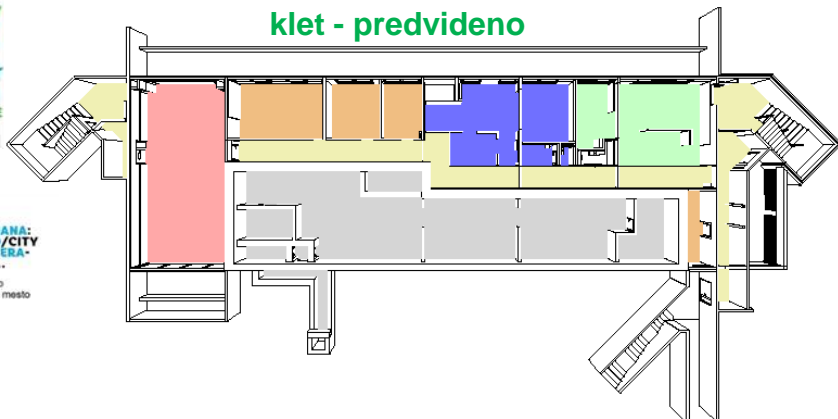 klet - predvideno
ANA:
/CITY
ERA-
mesto